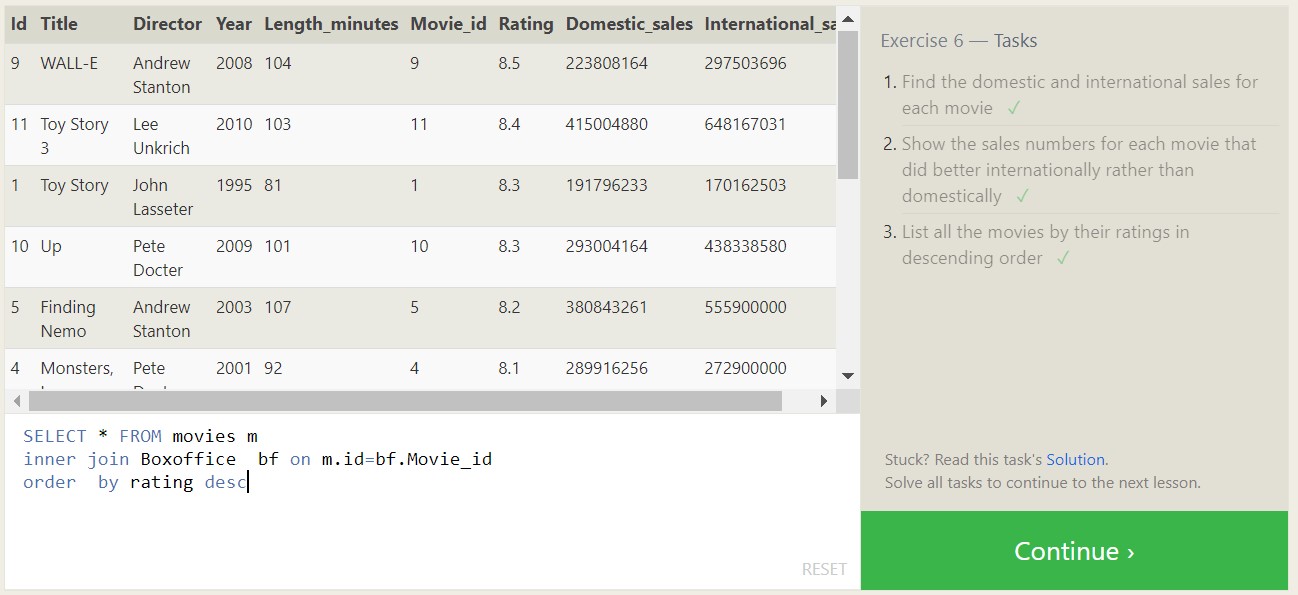 Id Title Director Year Length_minutes Movie_id Rating Domestic_sales International_sa
9 WALL-E Andrew Stanton 2008 104 9 8.5 223808164 297503696
11 Toy Story 3 Lee Unkrich 2010 103 11 8.4 415004880 648167031
1 Toy Story John Lasseter 1995 81 1 8.3 191796233 170162503
10 Up Pete Docter 2009 101 10 8.3 293004164 438338580
5 Finding Nemo Andrew Stanton 2003 107 5 8.2 380843261 555900000
4 Monsters, Pete 2001 92 4 8.1 289916256 272900000
SELECT * FROM movies m
inner join Boxoffice  bf on m.id=bf.Movie_id
order  by rating desc
RESET
Exercise 6 — Tasks
1. Find the domestic and international sales for
each movie ✓
2. Show the sales numbers for each movie that
did better internationally rather than
domestically ✓
3. List all the movies by their ratings in
descending order ✓
Stuck? Read this task's Solution.
Solve all tasks to continue to the next lesson.
Continue ›